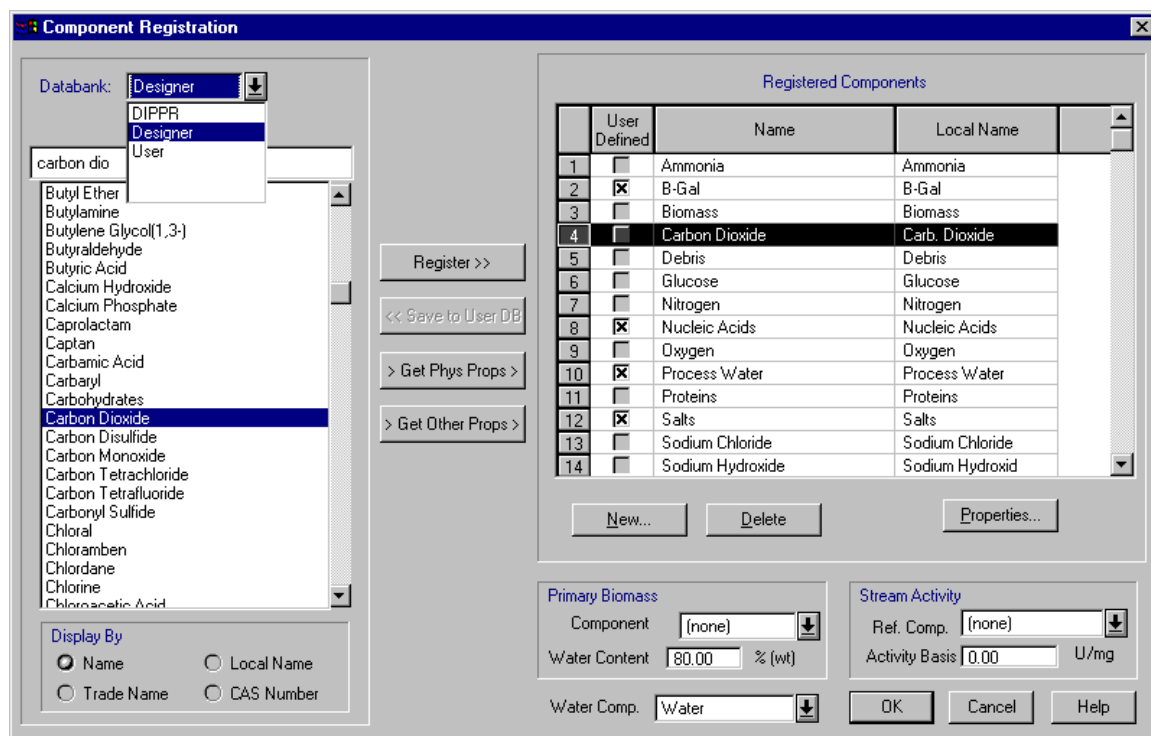 Component Registration
Databank:
Designer
DIPPR
Designer
User
carbon dio
Butyl Ether
Butylamine
Butylene Glycol(1,3-)
Butyraldehyde
Butyric Acid
Calcium Hydroxide
Calcium Phosphate
Caprolactam
Captan
Carbamic Acid
Carbaryl
Carbohydrates
Carbon Dioxide
Carbon Disulfide
Carbon Monoxide
Carbon Tetrachloride
Carbon Tetrafluoride
Carbonyl Sulfide
Chloral
Chloramben
Chlordane
Chlorine
Chloroacetic Acid
Display By
Name
Local Name
Trade Name
CAS Number
Register >>
<< Save to User DB
> Get Phys Props >
> Get Other Props >
Registered Components
User Defined Name Local Name
1 Ammonia Ammonia
2 B-Gal B-Gal
3 Biomass Biomass
4 Carbon Dioxide Carb. Dioxide
5 Debris Debris
6 Glucose Glucose
7 Nitrogen Nitrogen
8 Nucleic Acids Nucleic Acids
9 Oxygen Oxygen
10 Process Water Process Water
11 Proteins Proteins
12 Salts Salts
13 Sodium Chloride Sodium Chloride
14 Sodium Hydroxide Sodium Hydroxid
New... Delete Properties...
Primary Biomass
Component (none)
Water Content 80.00 % (wt)
Stream Activity
Ref. Comp. (none)
Activity Basis 0.00 U/mg
Water Comp. Water
OK Cancel Help